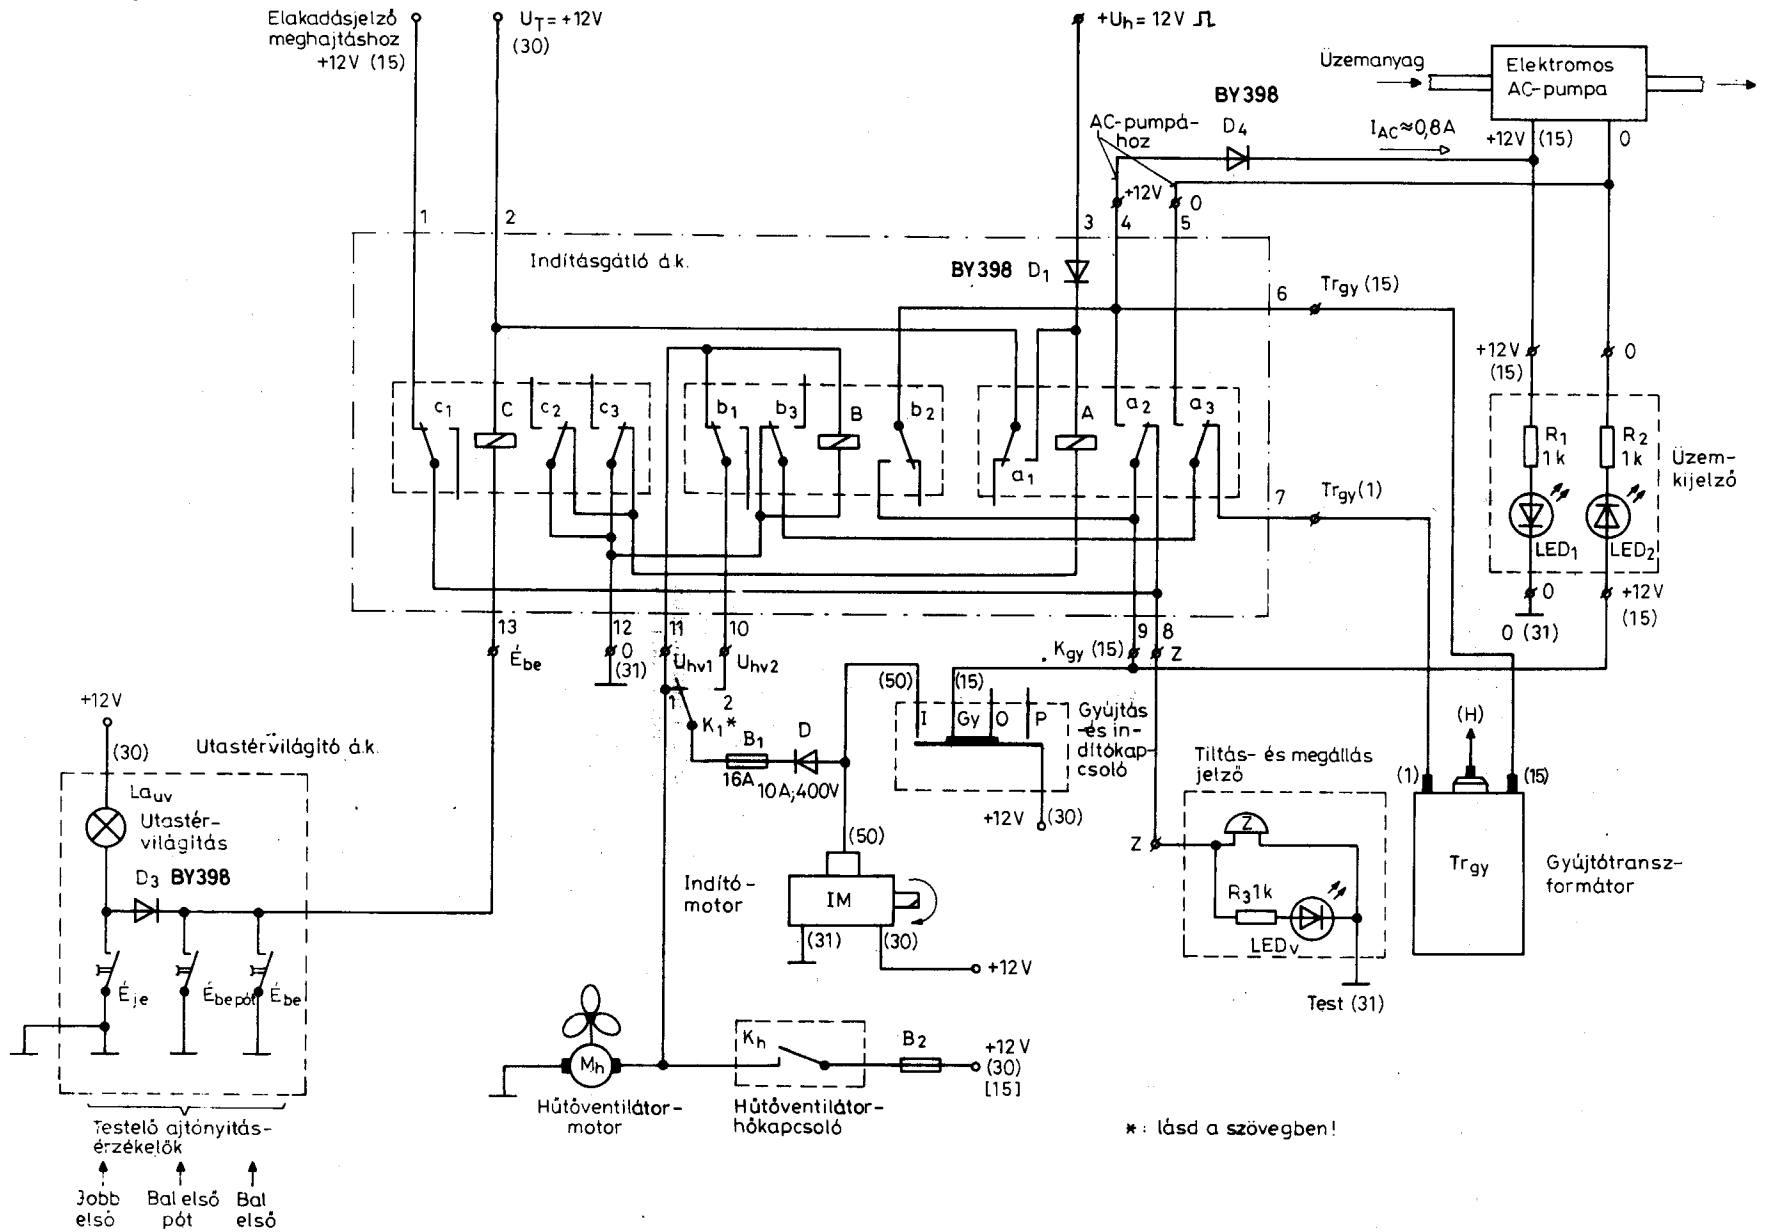 Elakadásjelző
meghajtáshoz
+12V (15)
U_T = +12V
(30)
+U_h = 12V ⎍
Üzemanyag
Elektromos
AC-pumpa
BY398
D4
AC-pumpá-
hoz
I_AC≈0,8A
+12V (15)
0
+12V
0
1
2
3
4
5
Indításgátló á.k.
BY398 D1
6
Tr_gy (15)
+12V
(15)
0
c1
C
c2
c3
b1
b3
B
b2
a1
A
a2
a3
R1
1k
R2
1k
Üzem-
kijelző
7
Tr_gy (1)
LED1
LED2
0
+12V
(15)
0 (31)
13
12
11
10
9
8
É_be
0
(31)
U_hv1
U_hv2
K_gy (15)
Z
1
2
K1*
B1
16A
D
10A; 400V
(50)
(15)
I
Gy
O
P
Gyújtás
és in-
dítókap-
csoló
+12V
(30)
+12V
(30)
Utastérvilágító á.k.
La_uv
Utastér-
világítás
D3 BY398
É_je
É_be pót
É_be
Testelő ajtónyitás-
érzékelők
Jobb
első
Bal első
pót
Bal
első
(50)
Indító-
motor
IM
(31)
(30)
+12V
Tiltás- és megállás
jelző
Z
Z
R3 1k
LED_v
Test (31)
(H)
(1)
(15)
Tr_gy
Gyújtótransz-
formátor
M_h
Hűtőventilátor-
motor
K_h
Hűtőventilátor-
hőkapcsoló
B2
+12V
(30)
[15]
* : lásd a szövegben!